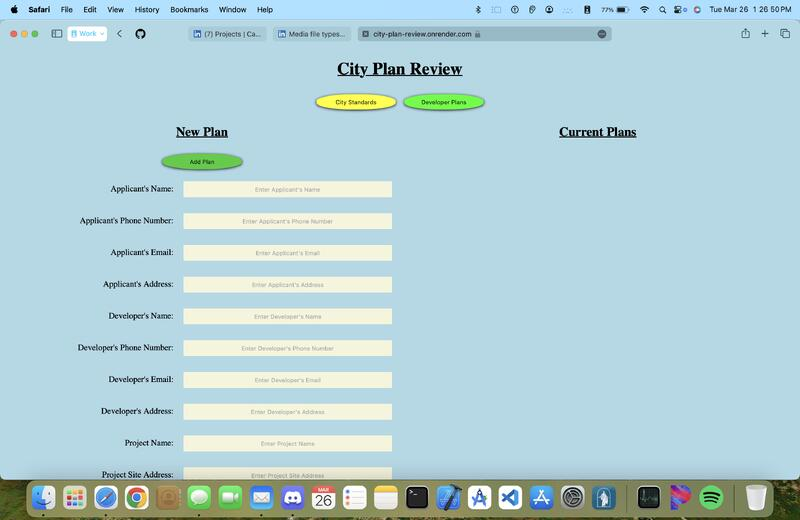 Safari File Edit View History Bookmarks Window Help 77% Tue Mar 26 1 26 50 PM
Work (7) Projects | Ca... Media file types... city-plan-review.onrender.com
City Plan Review
City Standards Developer Plans
New Plan Current Plans
Add Plan
Applicant's Name: Enter Applicant's Name
Applicant's Phone Number: Enter Applicant's Phone Number
Applicant's Email: Enter Applicant's Email
Applicant's Address: Enter Applicant's Address
Developer's Name: Enter Developer's Name
Developer's Phone Number: Enter Developer's Phone Number
Developer's Email: Enter Developer's Email
Developer's Address: Enter Developer's Address
Project Name: Enter Project Name
Project Site Address: Enter Project Site Address
MAR
26